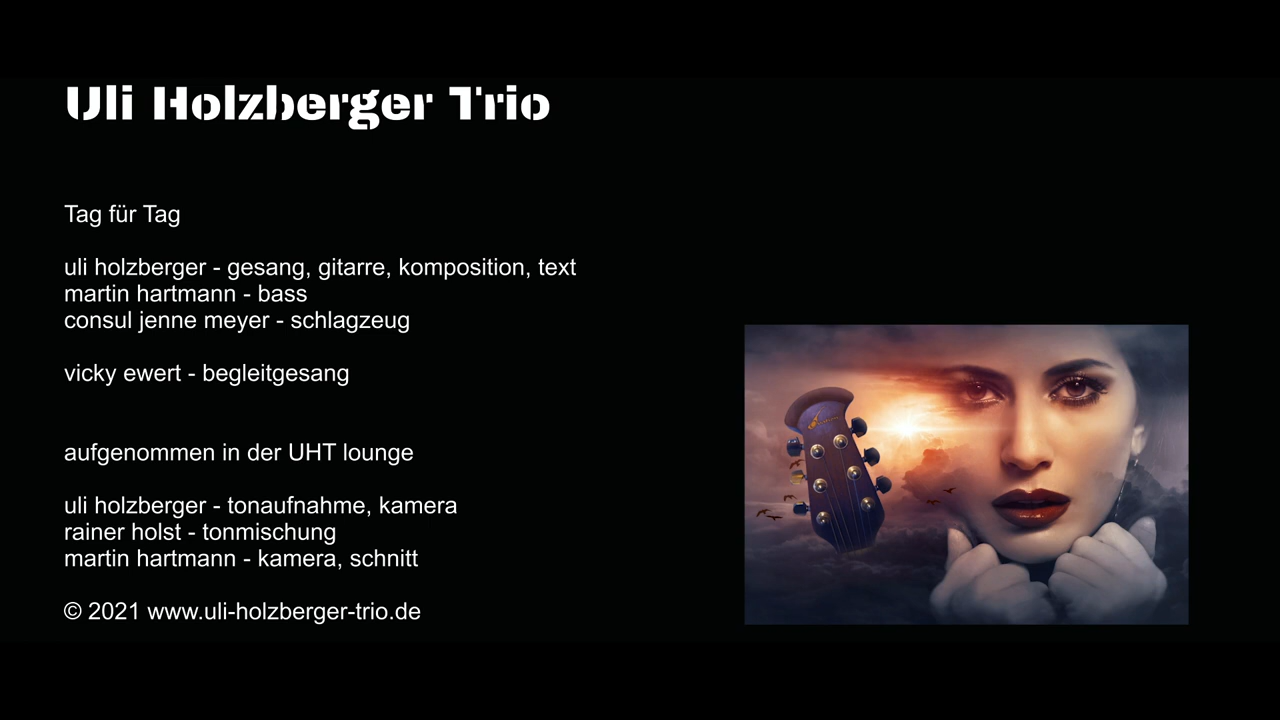 Uli Holzberger Trio
Tag für Tag
uli holzberger - gesang, gitarre, komposition, text
martin hartmann - bass
consul jenne meyer - schlagzeug
vicky ewert - begleitgesang
aufgenommen in der UHT lounge
uli holzberger - tonaufnahme, kamera
rainer holst - tonmischung
martin hartmann - kamera, schnitt
© 2021 www.uli-holzberger-trio.de